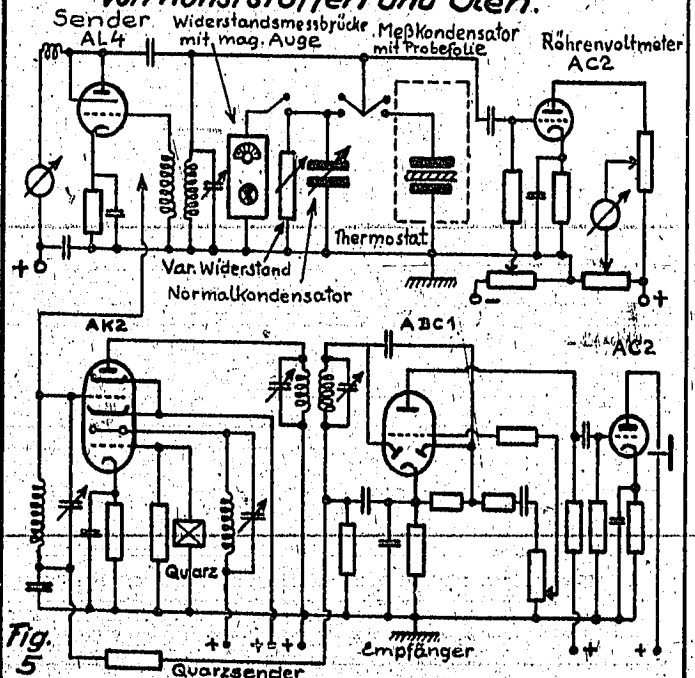 von Kunststoffen und Ölen.
Sender
AL4
Widerstandsmessbrücke
mit mag. Auge
Meßkondensator
mit Probefolie
Röhrenvoltmeter
AC2
Thermostat
Var. Widerstand
Normalkondensator
+
-
+
AK2
ABC1
AC2
Quarz
+
+
=
+
Empfänger
+
+
Fig.
5
Quarzsender